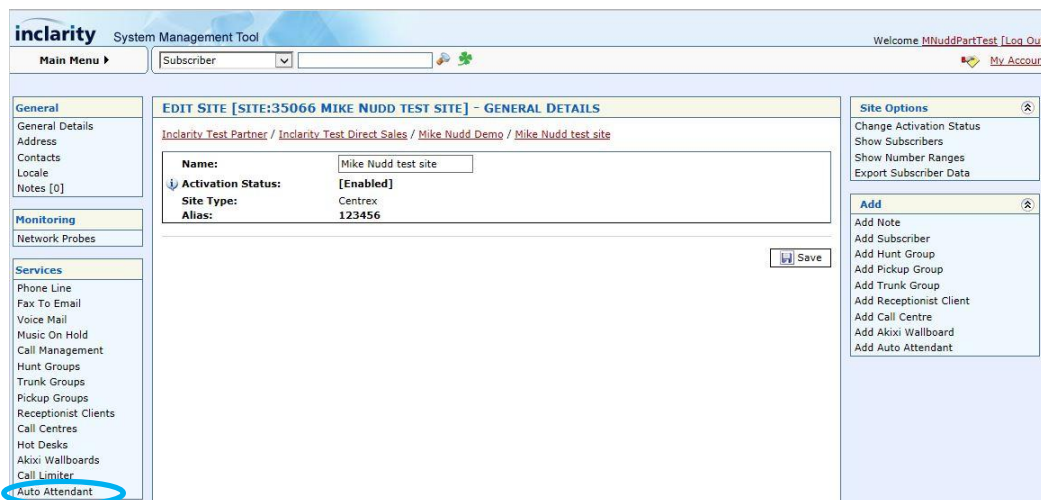 inclarity System Management Tool
Welcome MNuddPartTest [Log Ou
Main Menu
Subscriber
My Accour
General
General Details
Address
Contacts
Locale
Notes [0]
Monitoring
Network Probes
Services
Phone Line
Fax To Email
Voice Mail
Music On Hold
Call Management
Hunt Groups
Trunk Groups
Pickup Groups
Receptionist Clients
Call Centres
Hot Desks
Akixi Wallboards
Call Limiter
Auto Attendant
EDIT SITE [SITE:35066 MIKE NUDD TEST SITE] - GENERAL DETAILS
Inclarity Test Partner / Inclarity Test Direct Sales / Mike Nudd Demo / Mike Nudd test site
Name: Mike Nudd test site
Activation Status: [Enabled]
Site Type: Centrex
Alias: 123456
Save
Site Options
Change Activation Status
Show Subscribers
Show Number Ranges
Export Subscriber Data
Add
Add Note
Add Subscriber
Add Hunt Group
Add Pickup Group
Add Trunk Group
Add Receptionist Client
Add Call Centre
Add Akixi Wallboard
Add Auto Attendant